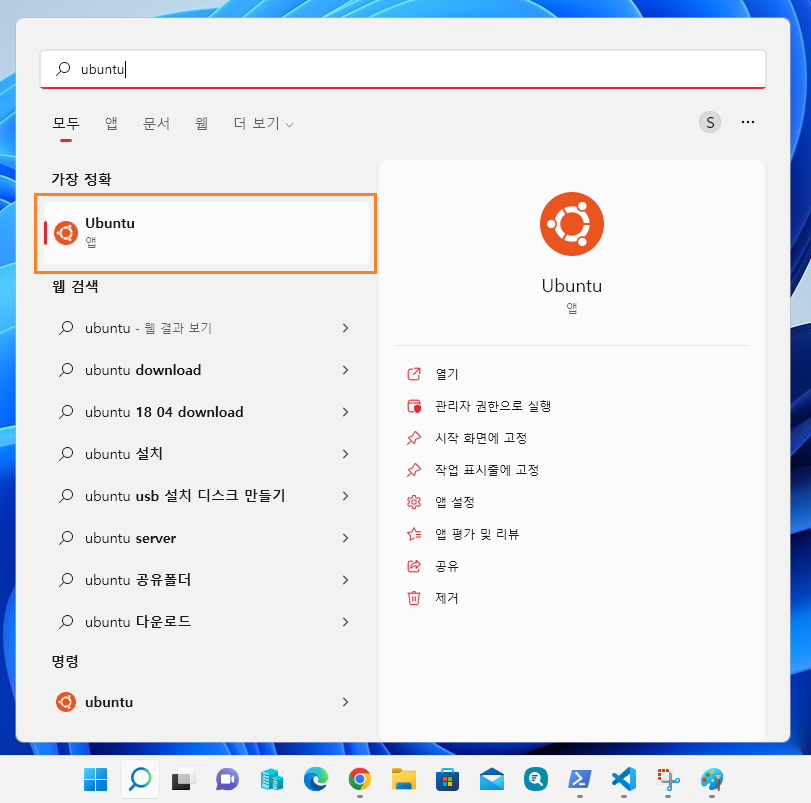 ubuntu
모두 앱 문서 웹 더 보기
S
가장 정확
Ubuntu
앱
웹 검색
ubuntu - 웹 결과 보기
ubuntu download
ubuntu 18 04 download
ubuntu 설치
ubuntu usb 설치 디스크 만들기
ubuntu server
ubuntu 공유폴더
ubuntu 다운로드
명령
ubuntu
Ubuntu
앱
열기
관리자 권한으로 실행
시작 화면에 고정
작업 표시줄에 고정
앱 설정
앱 평가 및 리뷰
공유
제거